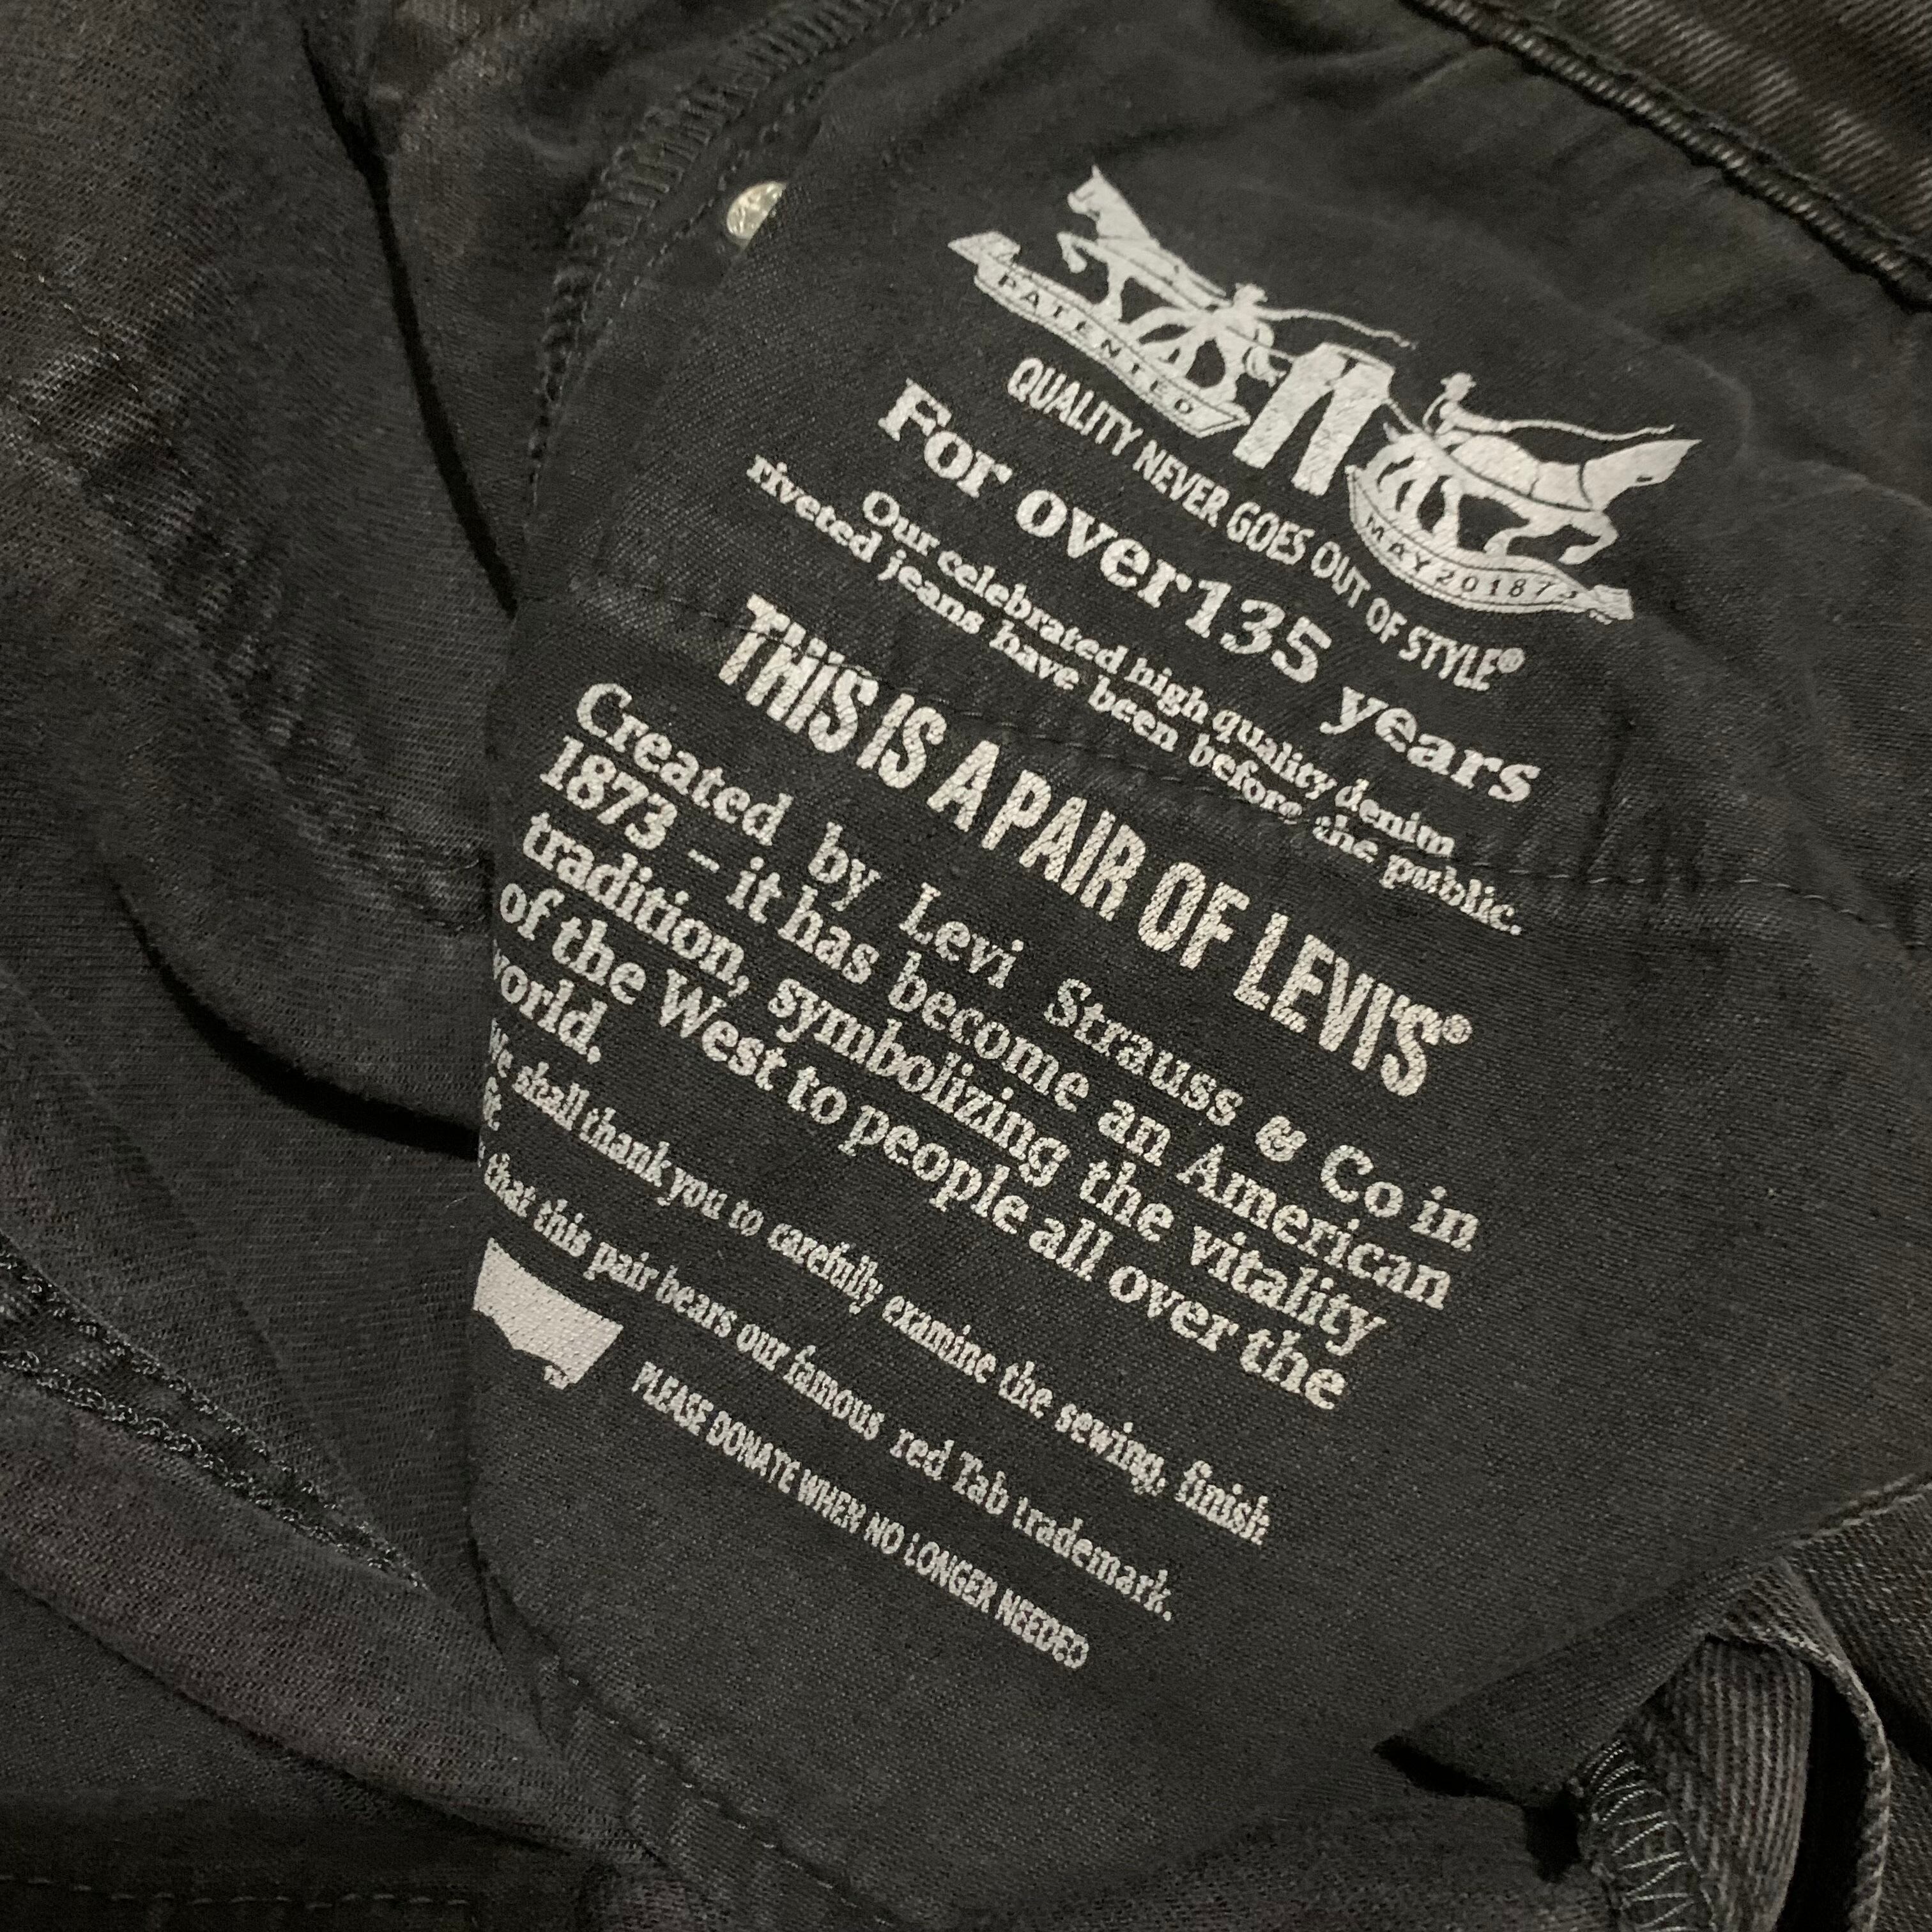 PATENTED
MAY 20 1873
QUALITY NEVER GOES OUT OF STYLE®
For over 135 years
Our celebrated high quality denim
riveted jeans have been before the public.
THIS IS A PAIR OF LEVI'S®
Created by Levi Strauss & Co in
1873 – it has become an American
tradition, symbolizing the vitality
of the West to people all over the
world.
We shall thank you to carefully examine the sewing, finish
fit.
that this pair bears our famous red Tab trademark.
PLEASE DONATE WHEN NO LONGER NEEDED